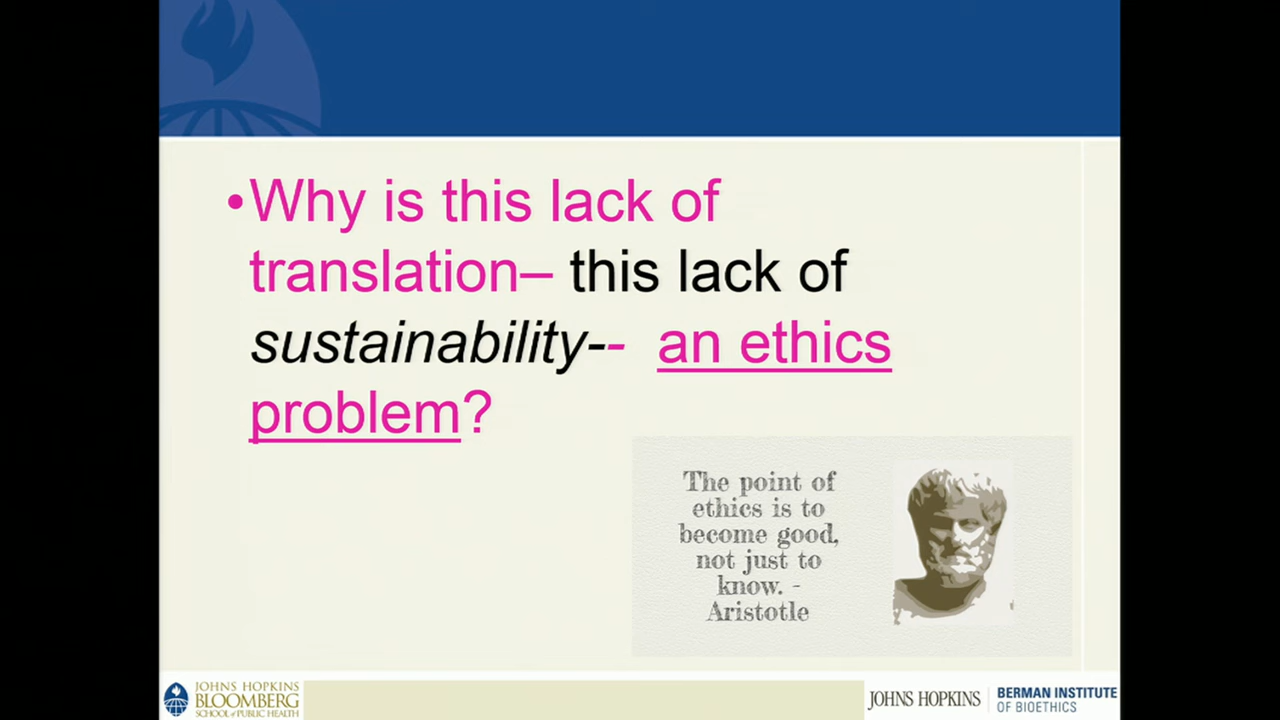 •Why is this lack of
translation– this lack of
sustainability-- an ethics
problem?
The point of
ethics is to
become good,
not just to
know. -
Aristotle
JOHNS HOPKINS
BLOOMBERG
SCHOOL of PUBLIC HEALTH
JOHNS HOPKINS
BERMAN INSTITUTE
OF BIOETHICS